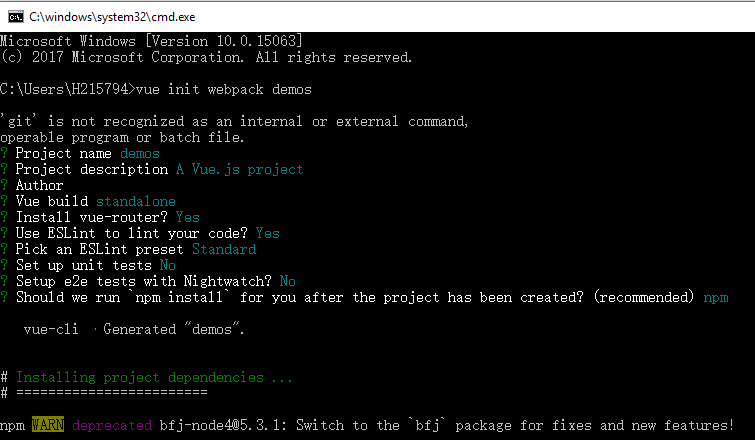 C:\windows\system32\cmd.exe
Microsoft Windows [Version 10.0.15063]
(c) 2017 Microsoft Corporation. All rights reserved.
C:\Users\H215794>vue init webpack demos
'git' is not recognized as an internal or external command,
operable program or batch file.
? Project name demos
? Project description A Vue.js project
? Author
? Vue build standalone
? Install vue-router? Yes
? Use ESLint to lint your code? Yes
? Pick an ESLint preset Standard
? Set up unit tests No
? Setup e2e tests with Nightwatch? No
? Should we run `npm install` for you after the project has been created? (recommended) npm
vue-cli · Generated "demos".
# Installing project dependencies ...
# ========================
npm WARN deprecated bfj-node4@5.3.1: Switch to the `bfj` package for fixes and new features!